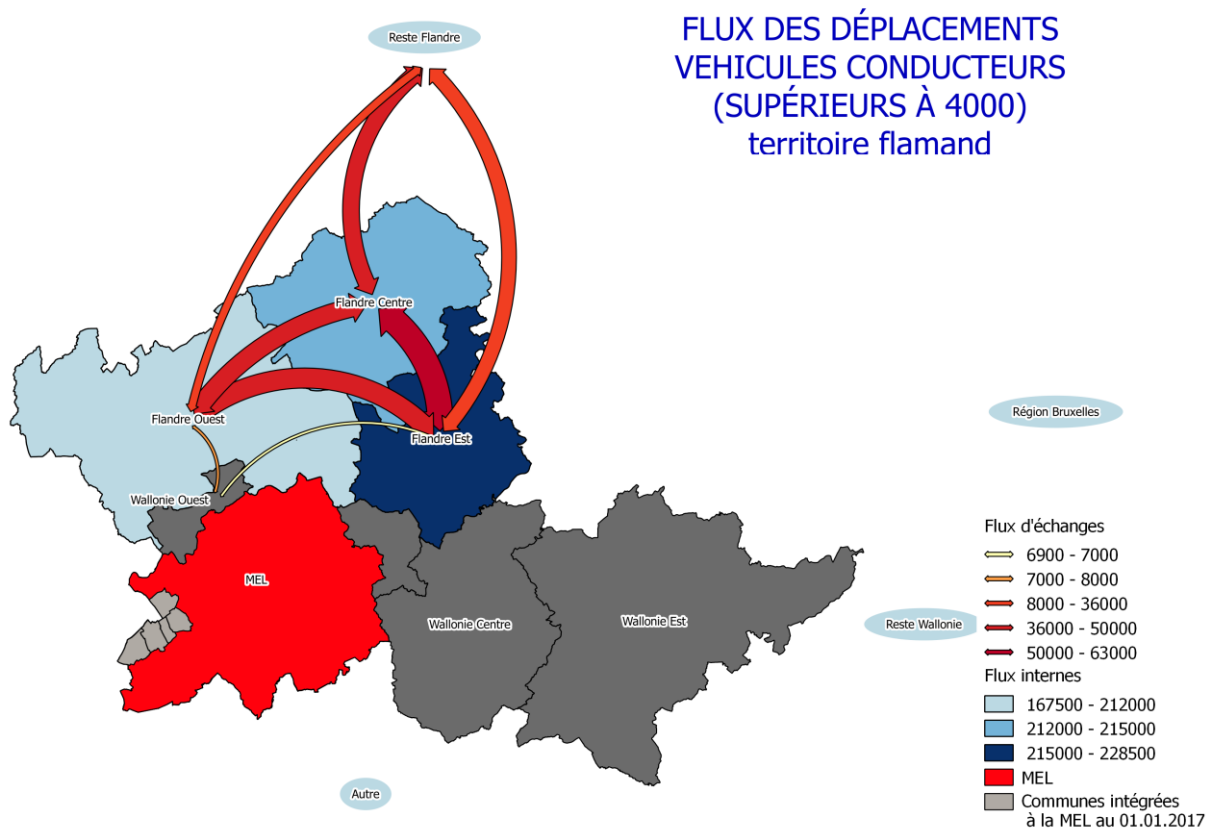 FLUX DES DÉPLACEMENTS
VEHICULES CONDUCTEURS
(SUPÉRIEURS À 4000)
territoire flamand
Reste Flandre
Flandre Centre
Flandre Ouest
Flandre Est
Région Bruxelles
Wallonie Ouest
MEL
Wallonie Centre
Wallonie Est
Reste Wallonie
Autre
Flux d'échanges
6900 - 7000
7000 - 8000
8000 - 36000
36000 - 50000
50000 - 63000
Flux internes
167500 - 212000
212000 - 215000
215000 - 228500
MEL
Communes intégrées
à la MEL au 01.01.2017